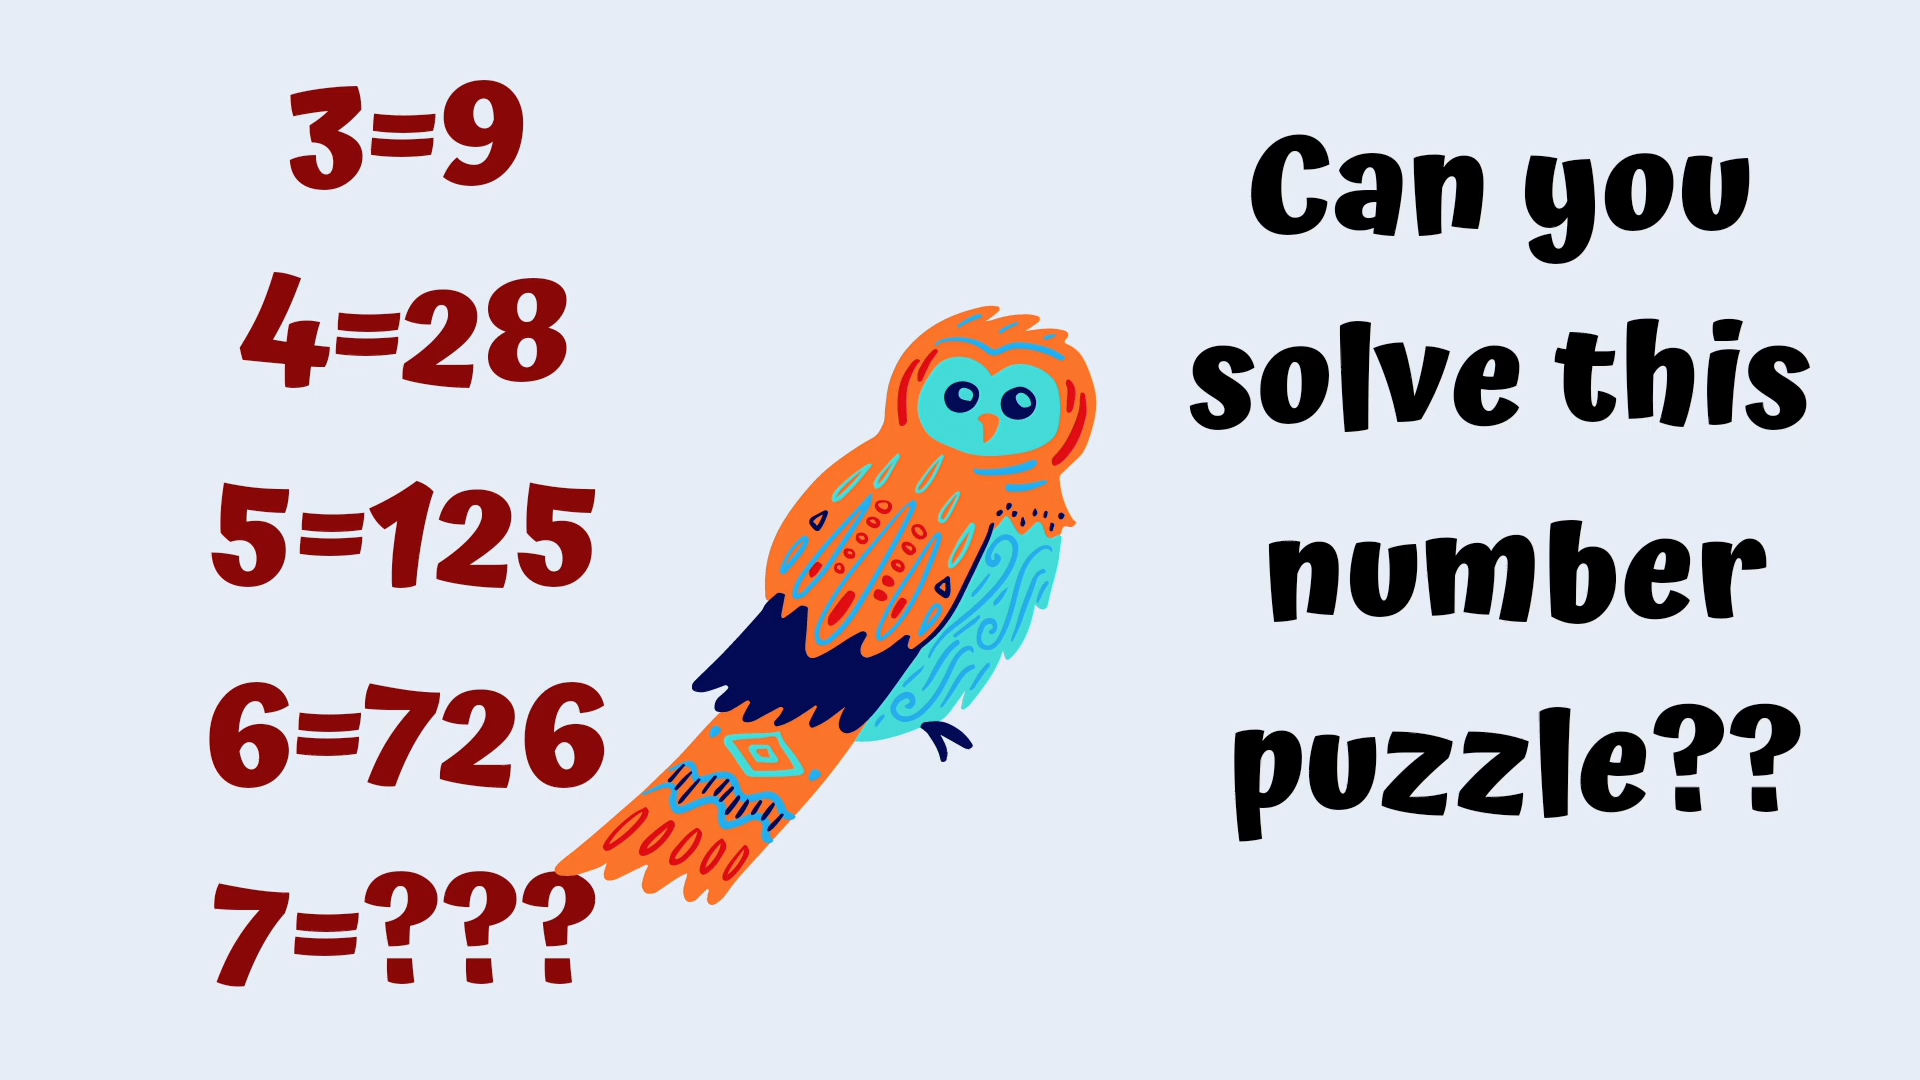 3=9
4=28
5=125
6=726
7=???
Can you
solve this
number
puzzle??